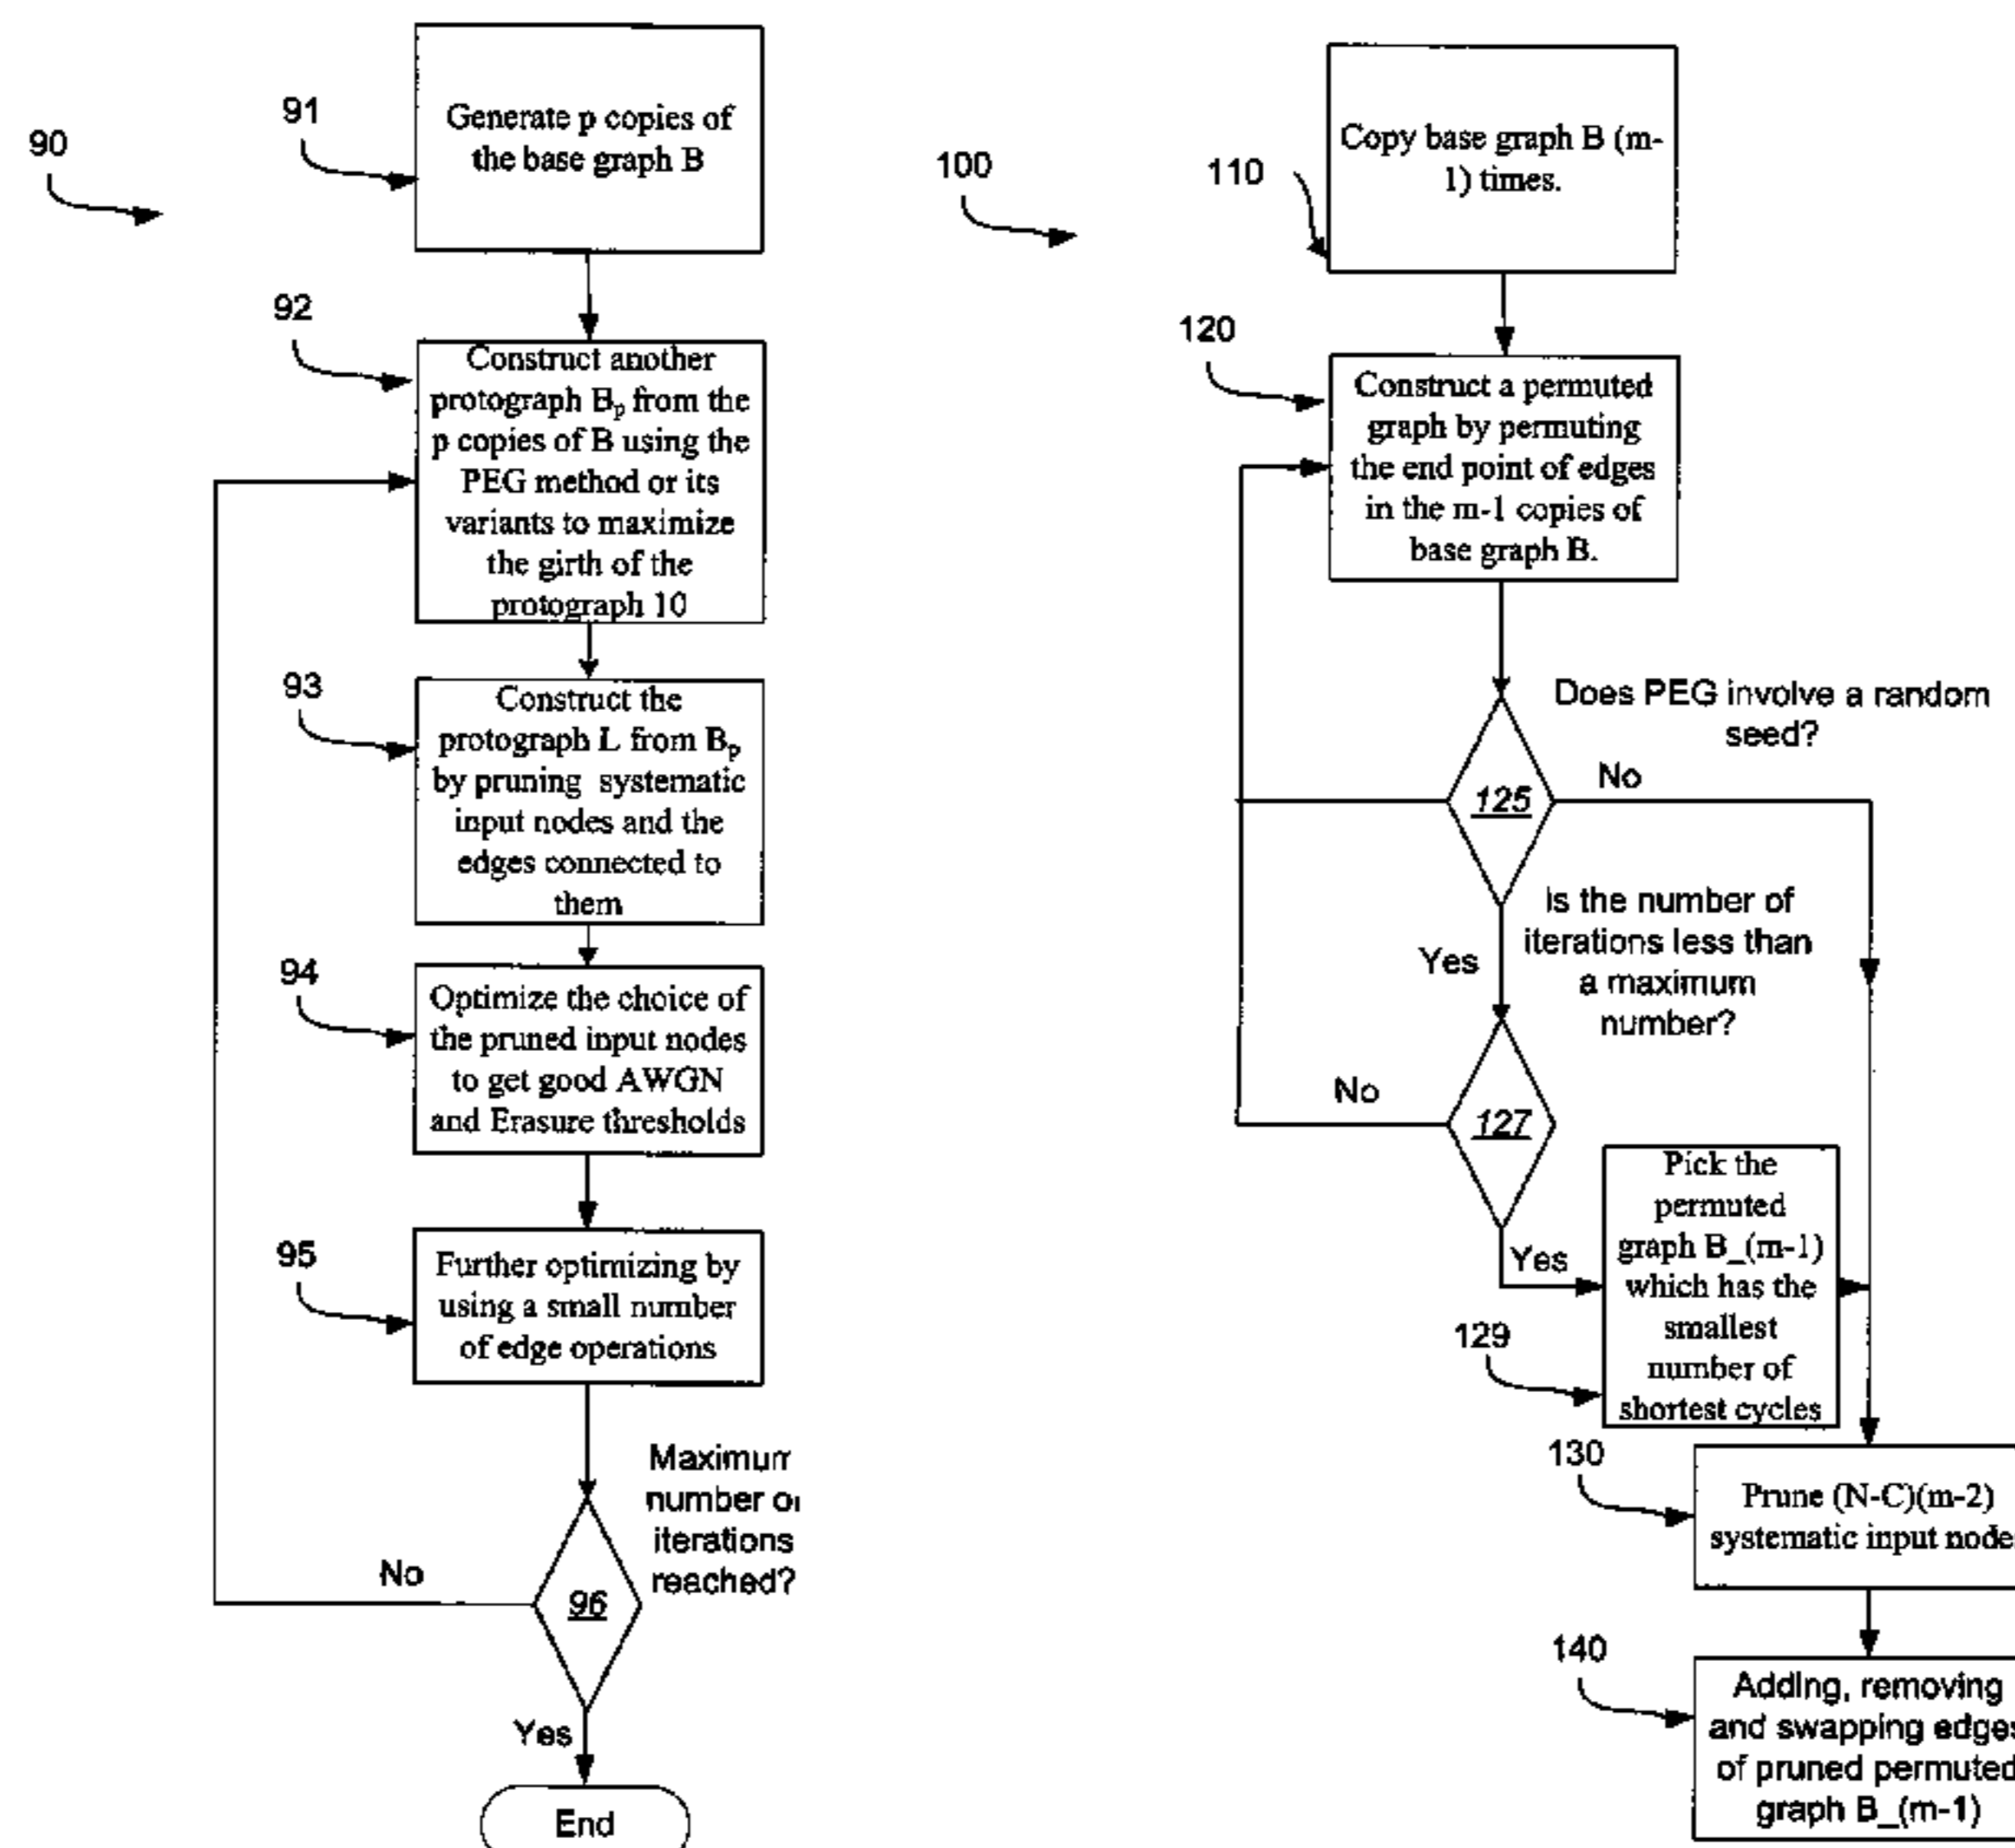 90
91
Generate p copies of
the base graph B
92
Construct another
protograph Bp from the
p copies of B using the
PEG method or its
variants to maximize
the girth of the
protograph 10
93
Construct the
protograph L from Bp
by pruning systematic
input nodes and the
edges connected to
them
94
Optimize the choice of
the pruned input nodes
to get good AWGN
and Erasure thresholds
95
Further optimizing by
using a small number
of edge operations
Maximum
number of
iterations
reached?
No
96
Yes
End
100
110
Copy base graph B (m-
1) times.
120
Construct a permuted
graph by permuting
the end point of edges
in the m-1 copies of
base graph B.
Does PEG involve a random
seed?
No
125
Is the number of
iterations less than
a maximum
number?
Yes
No
127
Yes
Pick the
permuted
graph B_(m-1)
which has the
smallest
number of
shortest cycles
129
130
Prune (N-C)(m-2)
systematic input nodes
140
Adding, removing
and swapping edges
of pruned permuted
graph B_(m-1)